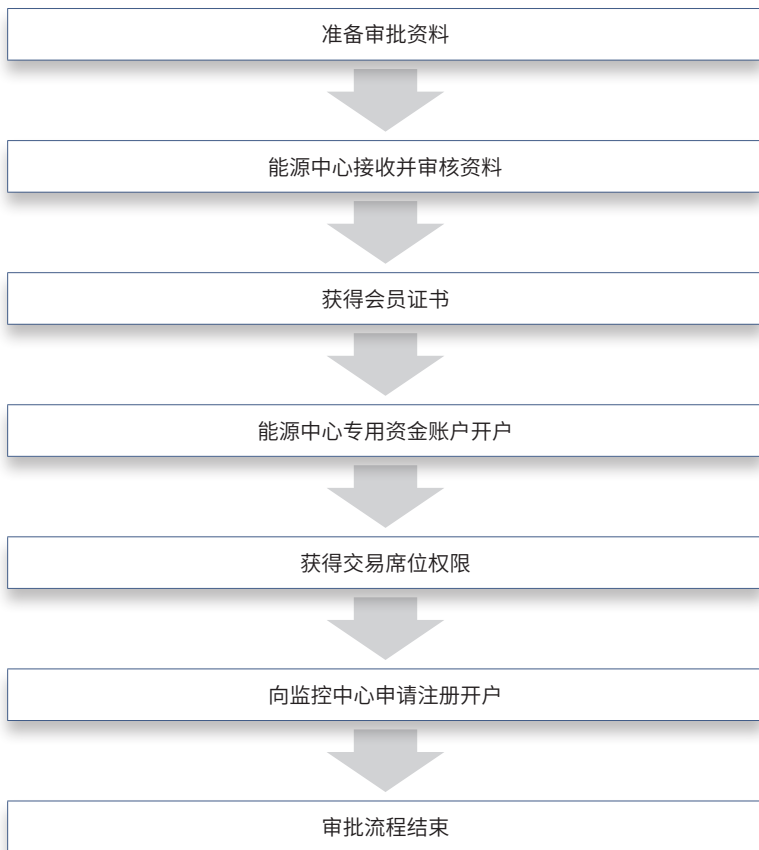 准备审批资料
能源中心接收并审核资料
获得会员证书
能源中心专用资金账户开户
获得交易席位权限
向监控中心申请注册开户
审批流程结束